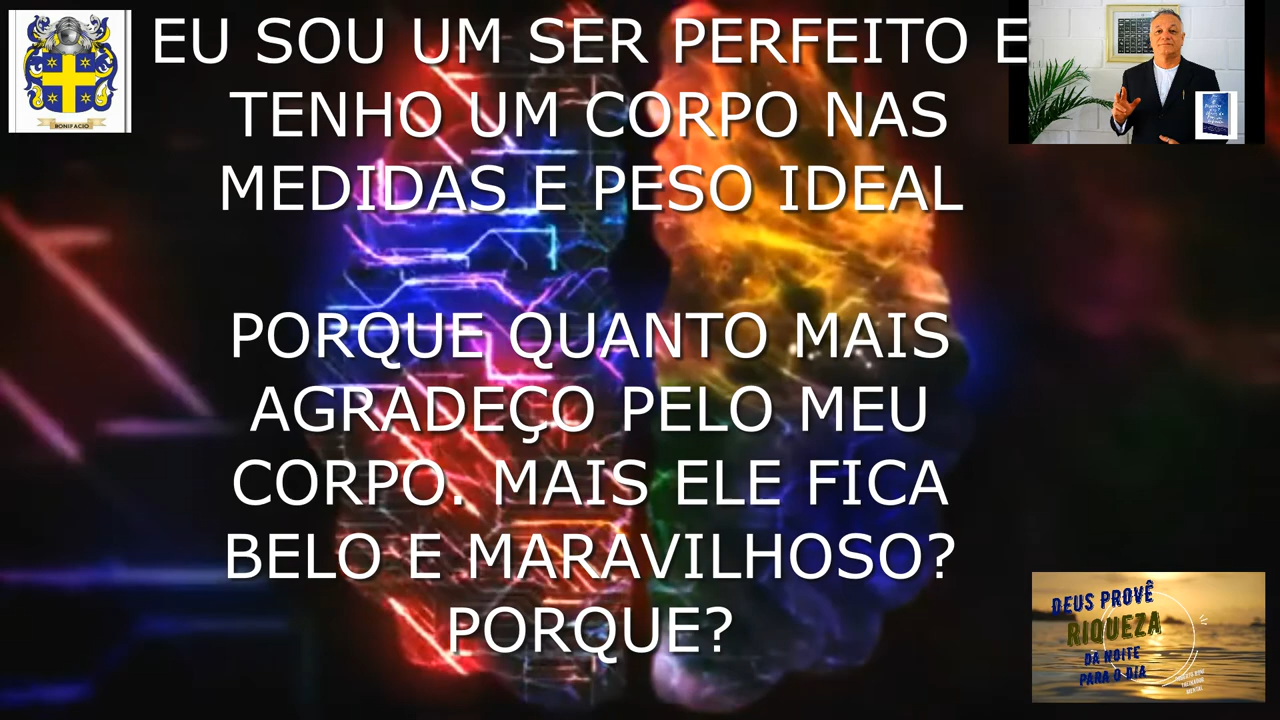 EU SOU UM SER PERFEITO E
TENHO UM CORPO NAS
MEDIDAS E PESO IDEAL
PORQUE QUANTO MAIS
AGRADEÇO PELO MEU
CORPO. MAIS ELE FICA
BELO E MARAVILHOSO?
PORQUE?
BONIFACIO
DEUS PROVÊ
RIQUEZA
DA NOITE
PARA O DIA
MENTAL